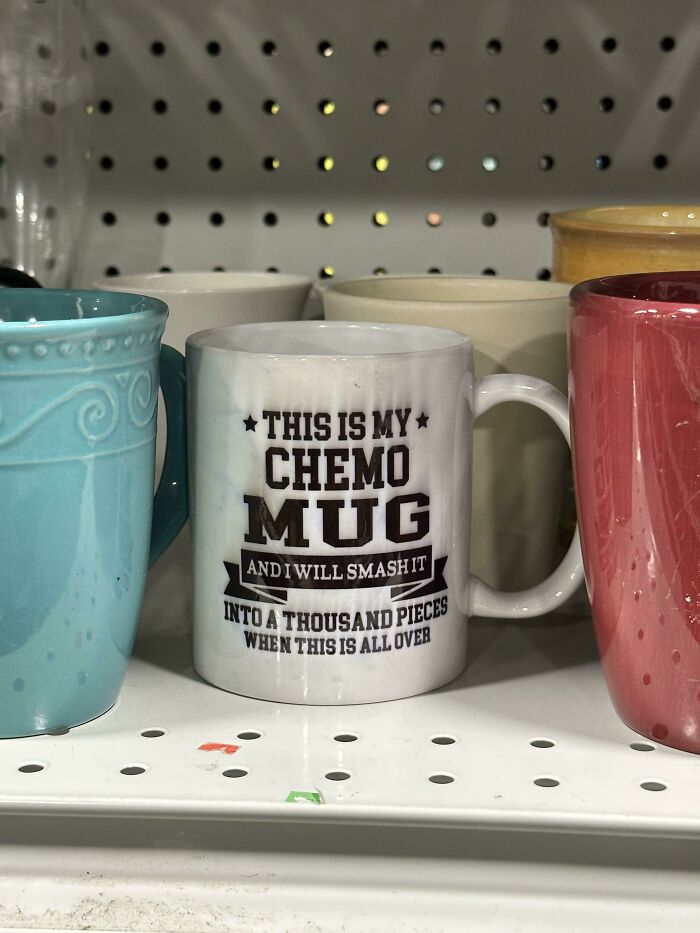 THIS IS MY
CHEMO
MUG
AND I WILL SMASH IT
INTO A THOUSAND PIECES
WHEN THIS IS ALL OVER